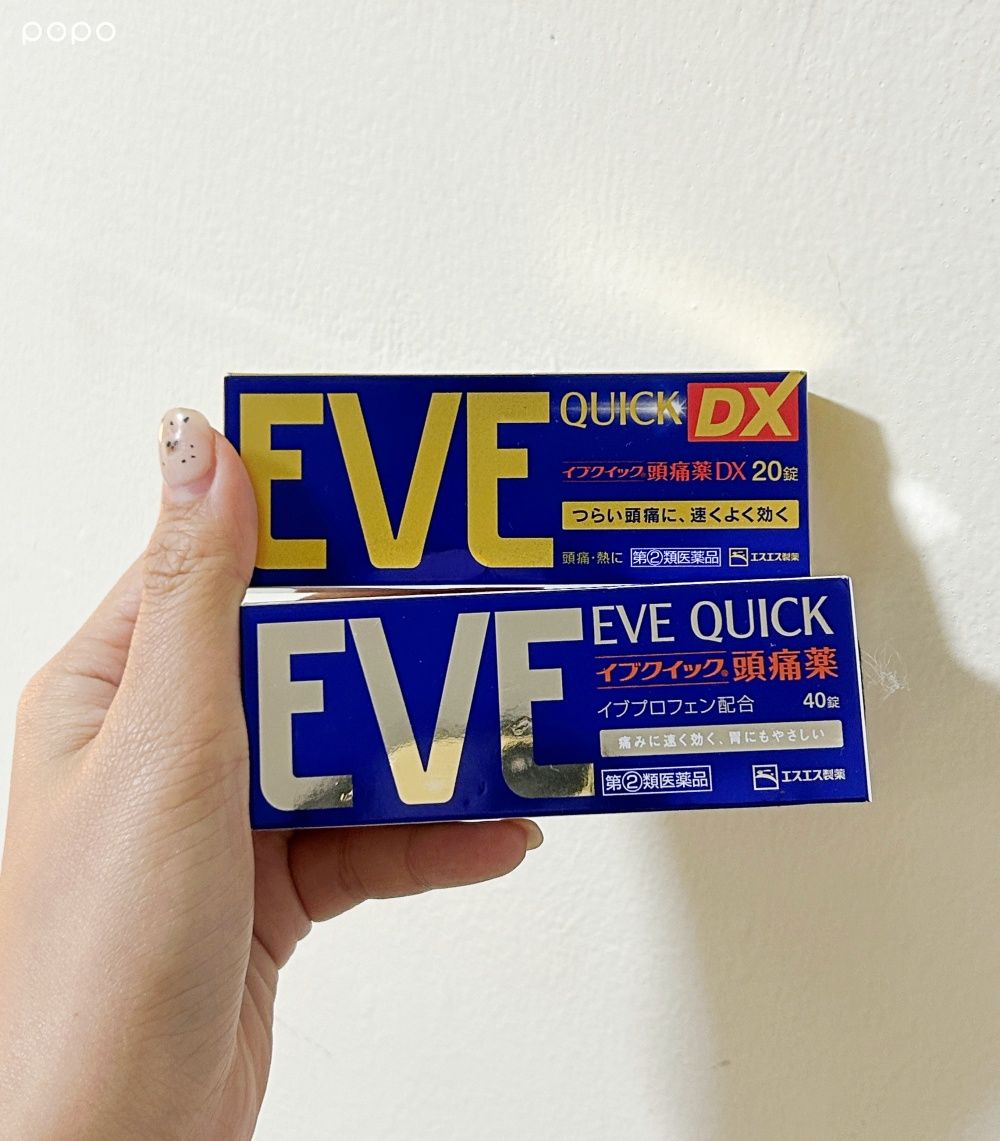 popo
EVE QUICK DX
イブクイック®頭痛薬DX 20錠
つらい頭痛に、速くよく効く
頭痛・熱に 第②類医薬品 エスエス製薬
EVE EVE QUICK
イブクイック®頭痛薬
イブプロフェン配合 40錠
痛みに速く効く、胃にもやさしい
第②類医薬品 エスエス製薬